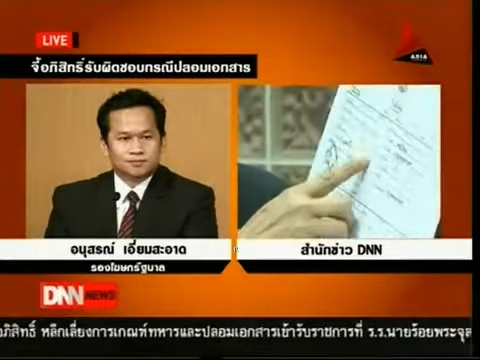 LIVE
ASIA
จี้อภิสิทธิ์รับผิดชอบกรณีปลอมเอกสาร
อนุสรณ์ เอี่ยมสะอาด
รองโฆษกรัฐบาล
สำนักข่าว DNN
DNN NEWS
อภิสิทธิ์ หลีกเลี่ยงการเกณฑ์ทหารและปลอมเอกสารเข้ารับราชการที่ ร.ร.นายร้อยพระจุล